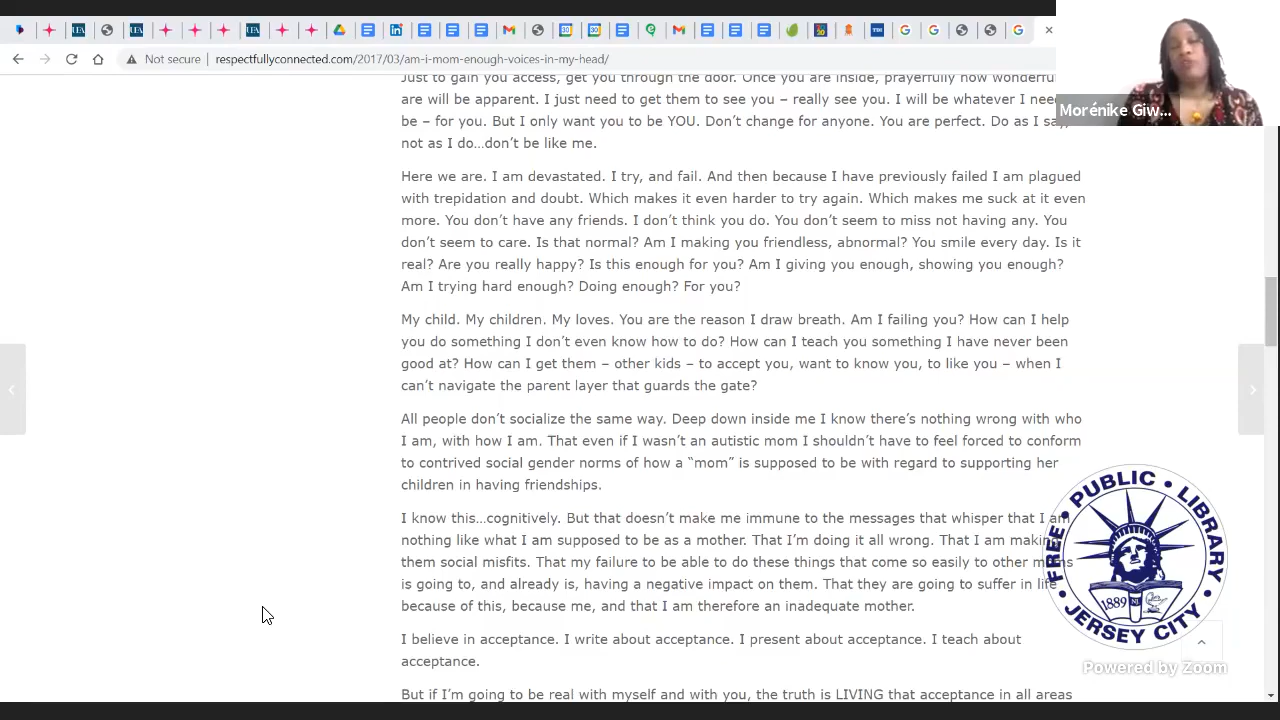 Not secure | respectfullyconnected.com/2017/03/am-i-mom-enough-voices-in-my-head/
Morénike Giw...
Just to gain you access, get you through the door. Once you are inside, prayerfully how wonderfu
are will be apparent. I just need to get them to see you – really see you. I will be whatever I nee
be – for you. But I only want you to be YOU. Don't change for anyone. You are perfect. Do as I say,
not as I do…don't be like me.
Here we are. I am devastated. I try, and fail. And then because I have previously failed I am plagued
with trepidation and doubt. Which makes it even harder to try again. Which makes me suck at it even
more. You don't have any friends. I don't think you do. You don't seem to miss not having any. You
don't seem to care. Is that normal? Am I making you friendless, abnormal? You smile every day. Is it
real? Are you really happy? Is this enough for you? Am I giving you enough, showing you enough?
Am I trying hard enough? Doing enough? For you?
My child. My children. My loves. You are the reason I draw breath. Am I failing you? How can I help
you do something I don't even know how to do? How can I teach you something I have never been
good at? How can I get them – other kids – to accept you, want to know you, to like you – when I
can't navigate the parent layer that guards the gate?
All people don't socialize the same way. Deep down inside me I know there's nothing wrong with who
I am, with how I am. That even if I wasn't an autistic mom I shouldn't have to feel forced to conform
to contrived social gender norms of how a “mom” is supposed to be with regard to supporting her
children in having friendships.
I know this…cognitively. But that doesn't make me immune to the messages that whisper that I am
nothing like what I am supposed to be as a mother. That I'm doing it all wrong. That I am making
them social misfits. That my failure to be able to do these things that come so easily to other moms
is going to, and already is, having a negative impact on them. That they are going to suffer in life
because of this, because me, and that I am therefore an inadequate mother.
I believe in acceptance. I write about acceptance. I present about acceptance. I teach about
acceptance.
But if I'm going to be real with myself and with you, the truth is LIVING that acceptance in all areas
FREE • PUBLIC • LIBRARY
1889
JERSEY CITY
Powered by Zoom